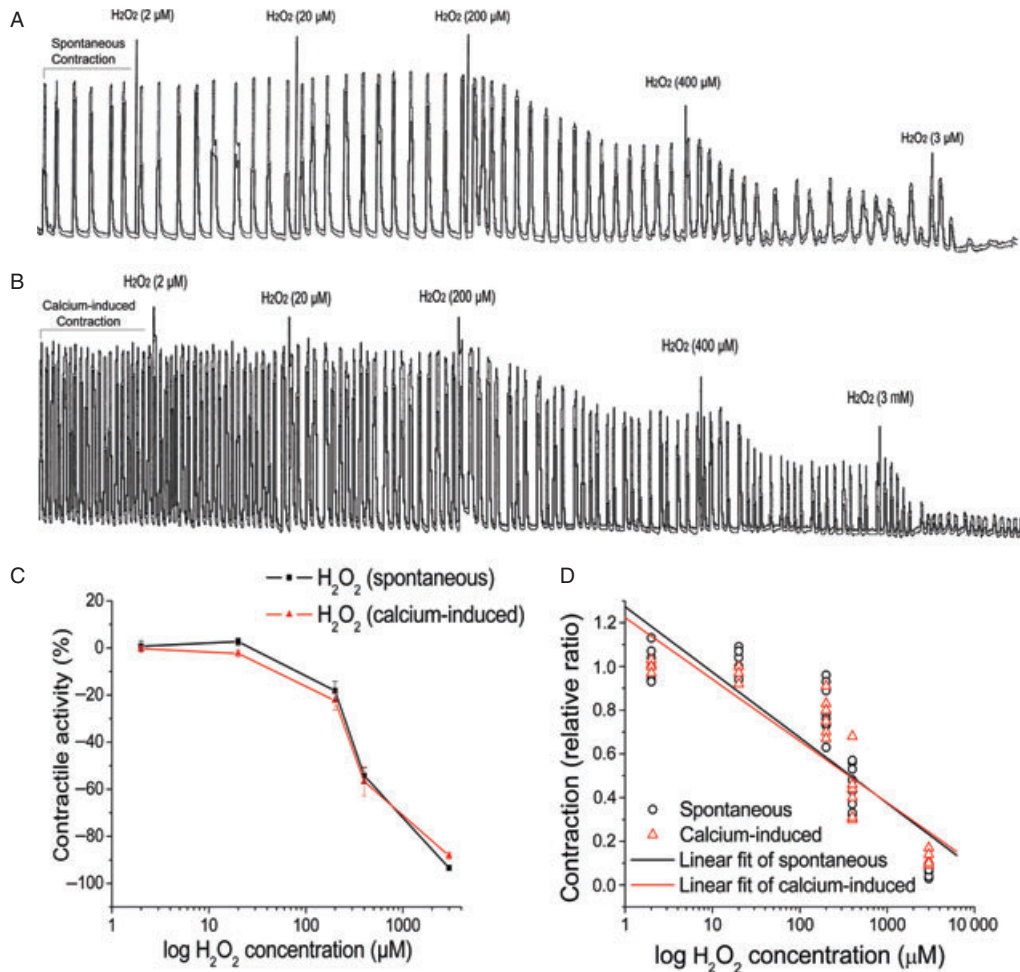 A
H₂O₂ (2 µM)
H₂O₂ (20 µM)
H₂O₂ (200 µM)
Spontaneous
Contraction
H₂O₂ (400 µM)
H₂O₂ (3 µM)
B
H₂O₂ (2 µM)
H₂O₂ (20 µM)
H₂O₂ (200 µM)
Calcium-induced
Contraction
H₂O₂ (400 µM)
H₂O₂ (3 mM)
C
H₂O₂ (spontaneous)
H₂O₂ (calcium-induced)
20
0
−20
−40
−60
−80
−100
Contractile activity (%)
1
10
100
1000
log H₂O₂ concentration (µM)
D
1.2
1.0
0.8
0.6
0.4
0.2
0.0
Contraction (relative ratio)
Spontaneous
Calcium-induced
Linear fit of spontaneous
Linear fit of calcium-induced
1
10
100
1000
10 000
log H₂O₂ concentration (µM)